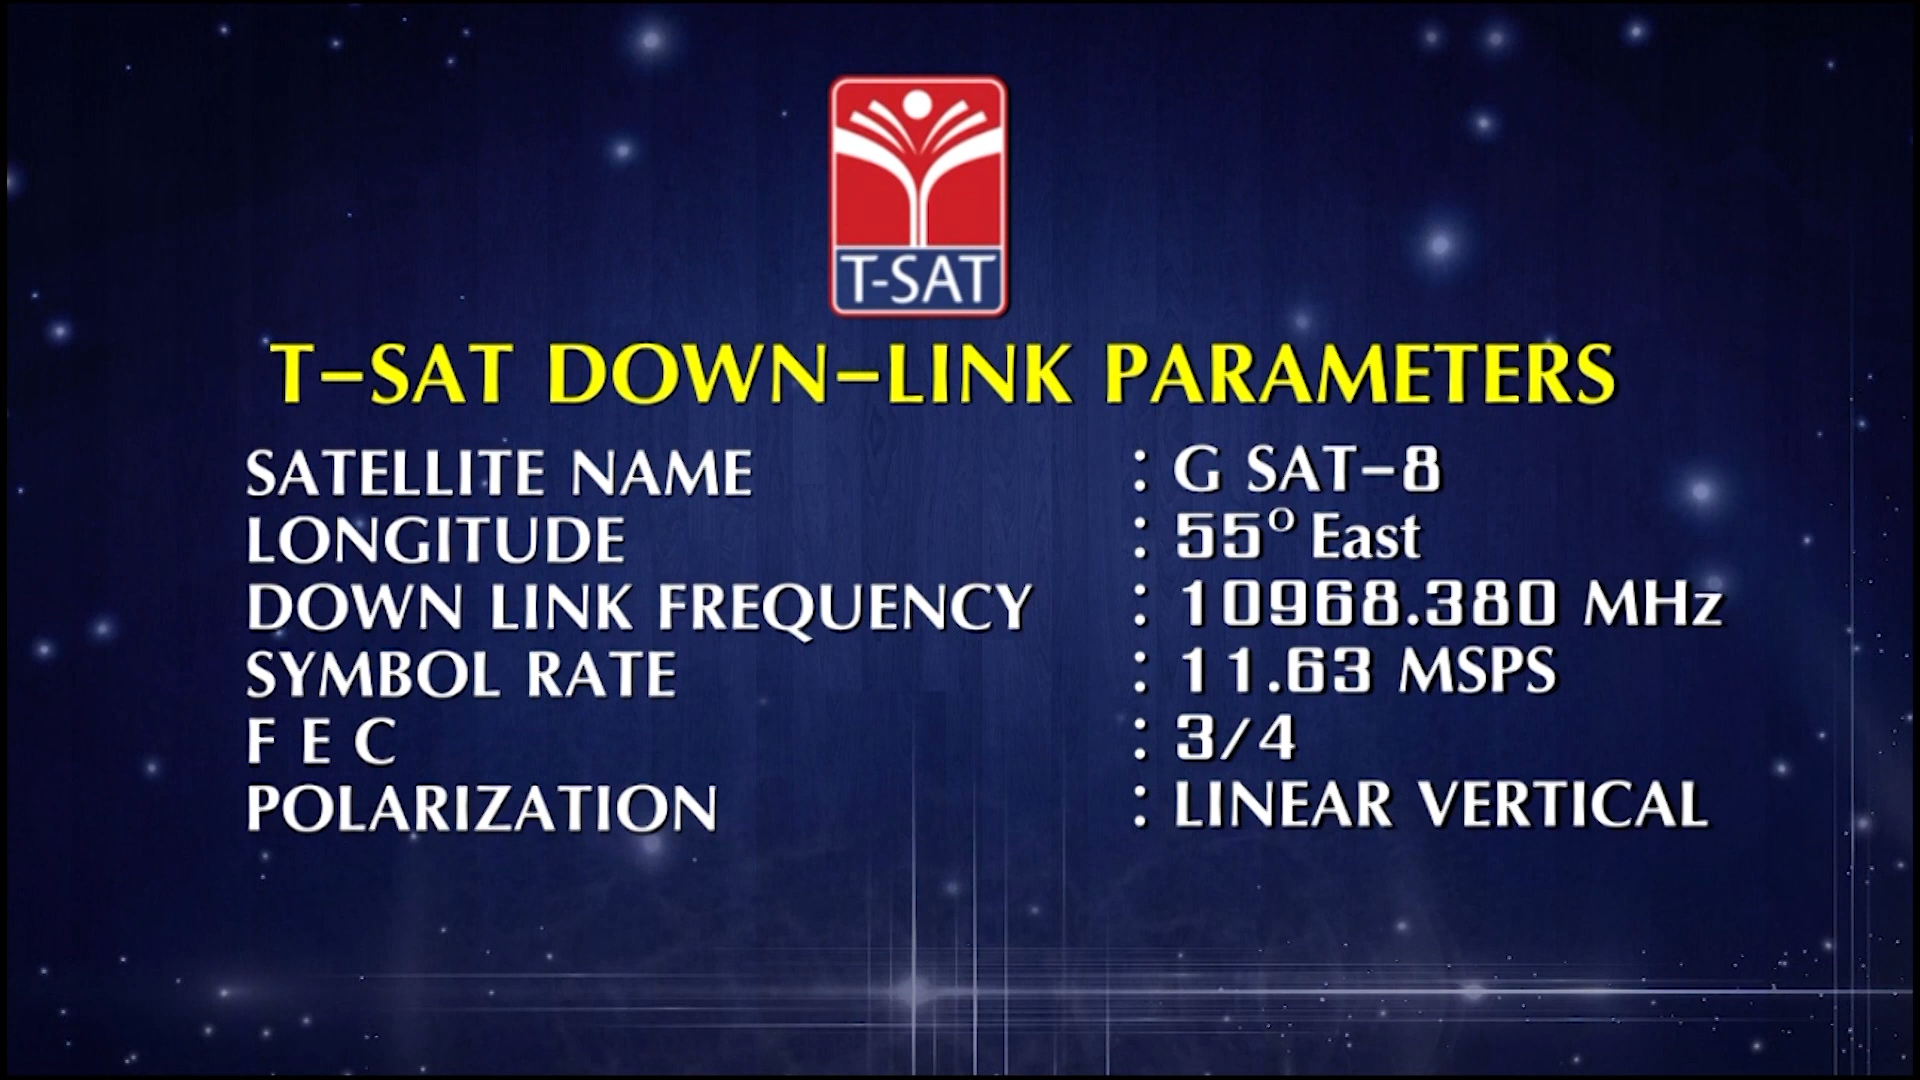 T-SAT
T-SAT DOWN-LINK PARAMETERS
SATELLITE NAME : G SAT-8
LONGITUDE : 55° East
DOWN LINK FREQUENCY : 10968.380 MHz
SYMBOL RATE : 11.63 MSPS
F E C : 3/4
POLARIZATION : LINEAR VERTICAL